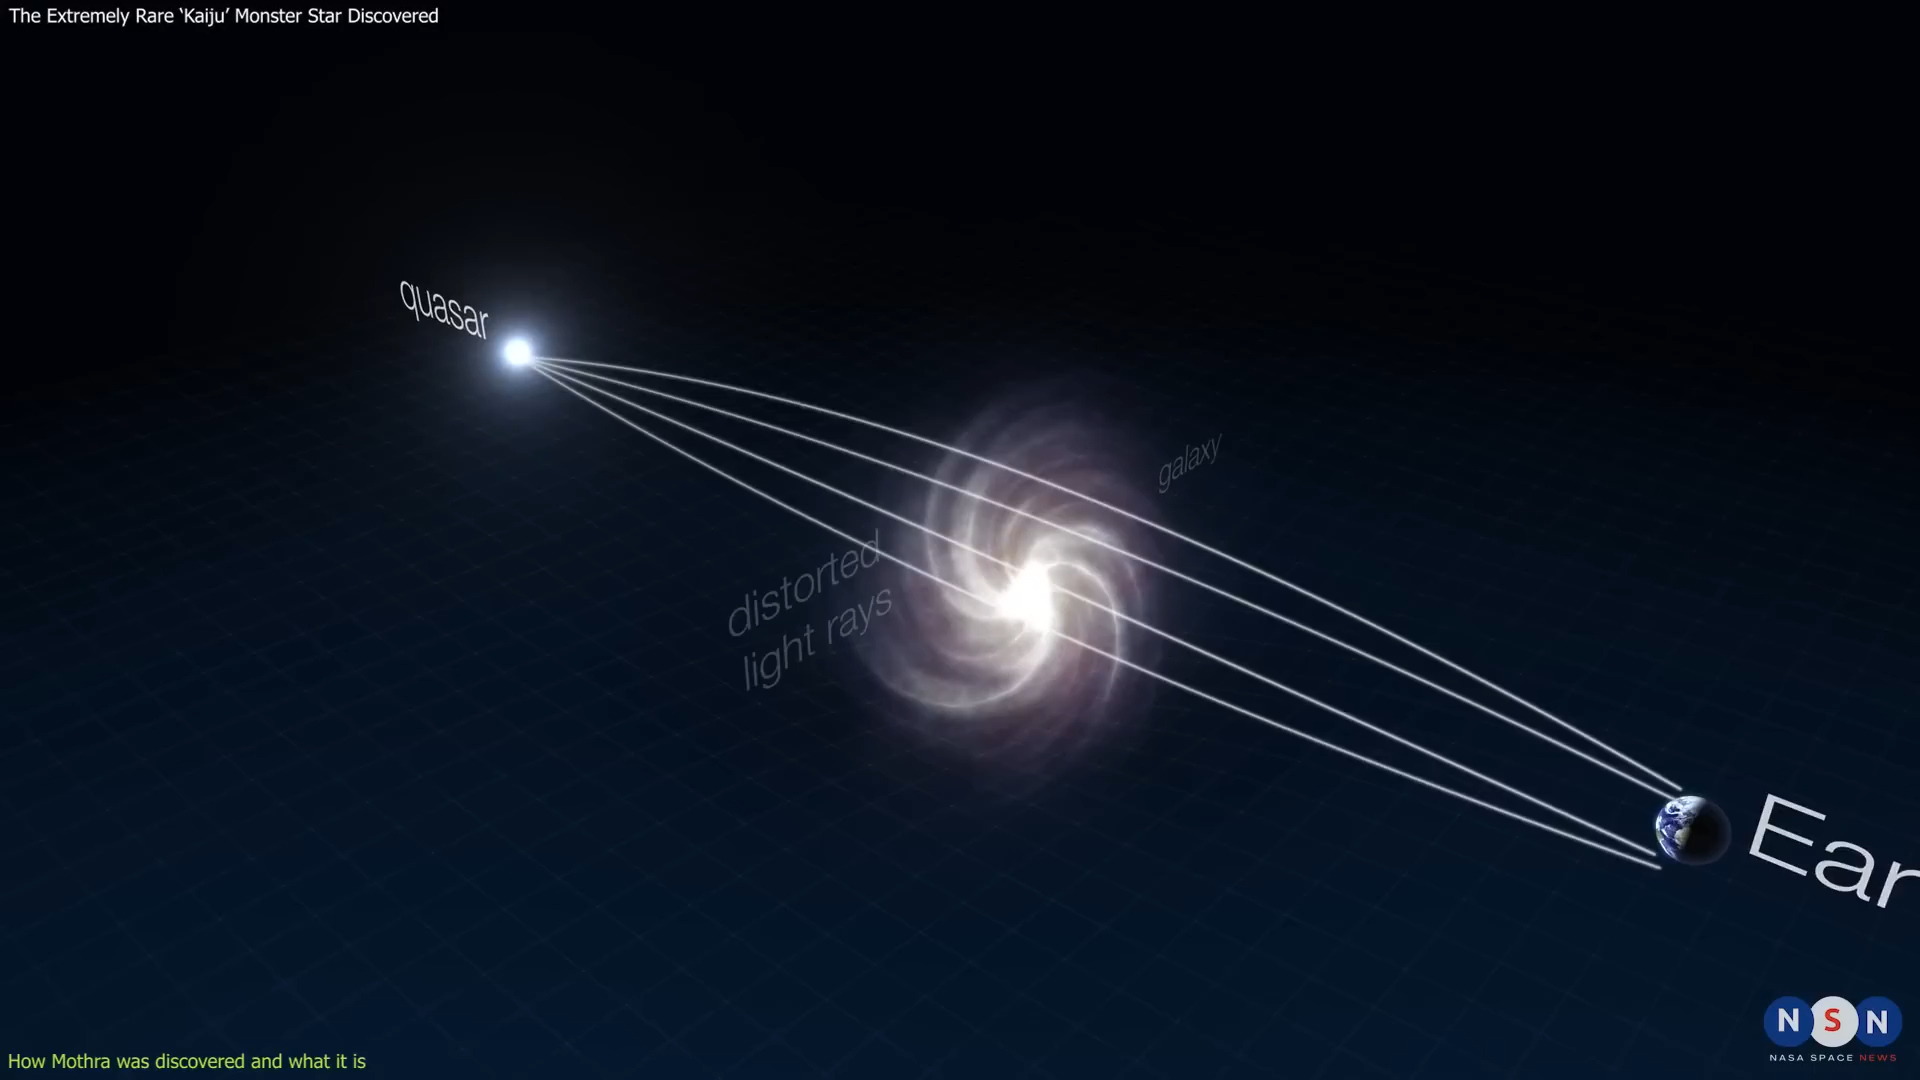 The Extremely Rare ‘Kaiju’ Monster Star Discovered
quasar
galaxy
distorted
light rays
Ear
How Mothra was discovered and what it is
N S N
NASA SPACE NEWS